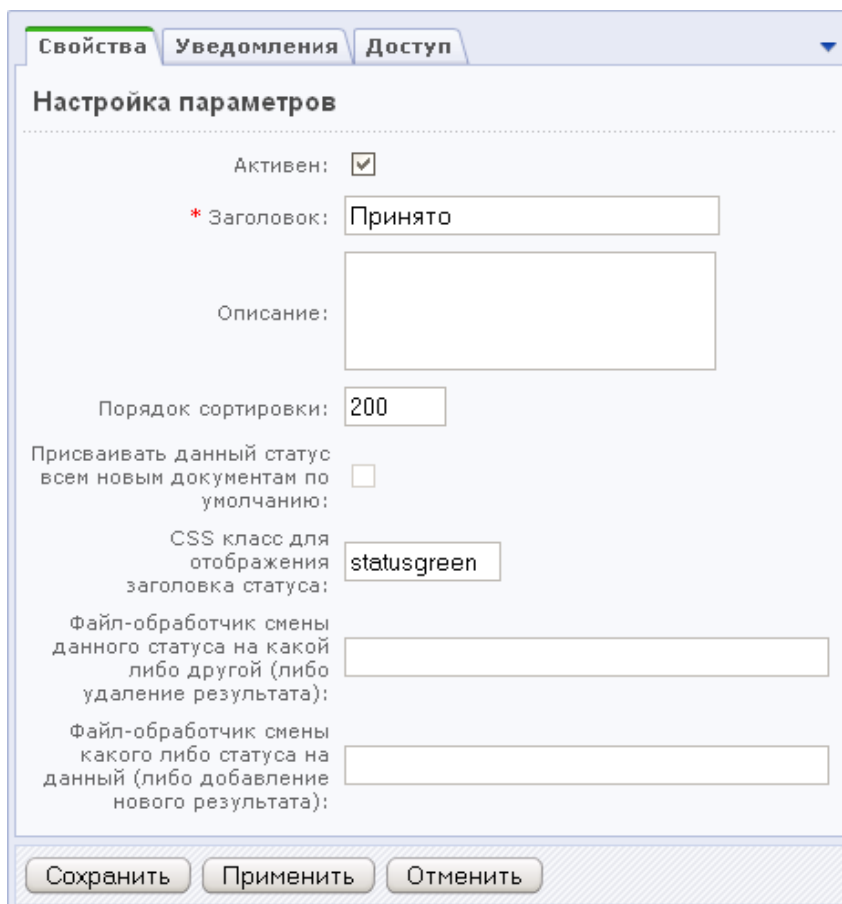 Свойства Уведомления Доступ
Настройка параметров
Активен:
* Заголовок: Принято
Описание:
Порядок сортировки: 200
Присваивать данный статус
всем новым документам по
умолчанию:
CSS класс для
отображения
заголовка статуса: statusgreen
Файл-обработчик смены
данного статуса на какой
либо другой (либо
удаление результата):
Файл-обработчик смены
какого либо статуса на
данный (либо добавление
нового результата):
Сохранить Применить Отменить